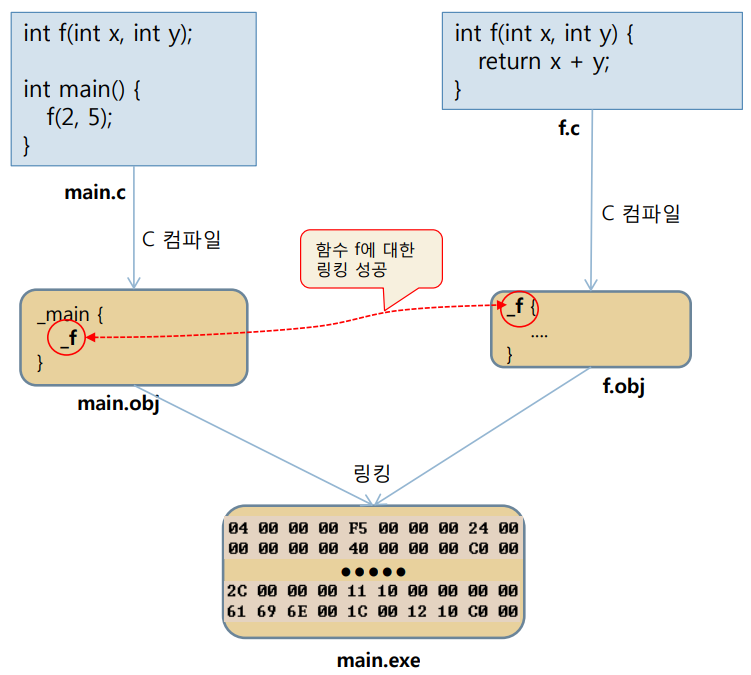 int f(int x, int y);
int main() {
f(2, 5);
}
main.c
int f(int x, int y) {
return x + y;
}
f.c
C 컴파일
C 컴파일
함수 f에 대한
링킹 성공
_main {
_f
}
main.obj
_f {
....
}
f.obj
링킹
04 00 00 00 F5 00 00 00 24 00
00 00 00 00 40 00 00 00 C0 00
●●●●●
2C 00 00 00 11 10 00 00 00 00
61 69 6E 00 1C 00 12 10 C0 00
main.exe